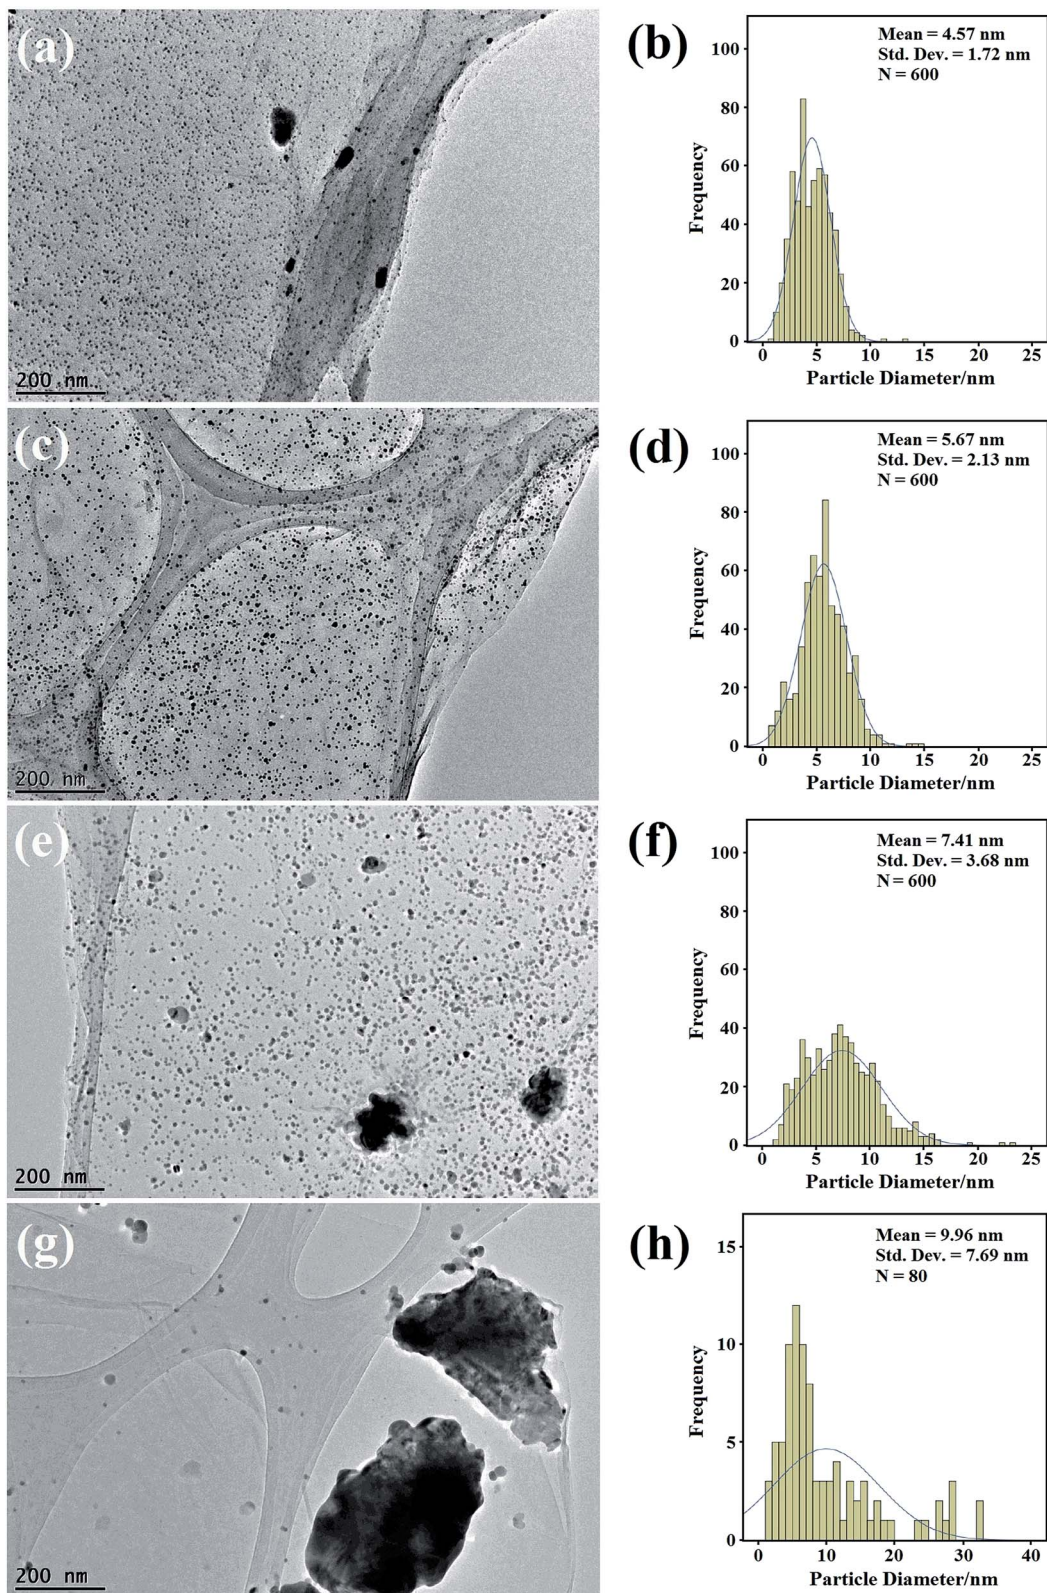 (a)
200 nm
(b)
Mean = 4.57 nm
Std. Dev. = 1.72 nm
N = 600
Frequency
100
80
60
40
20
0
0 5 10 15 20 25
Particle Diameter/nm
(c)
200 nm
(d)
Mean = 5.67 nm
Std. Dev. = 2.13 nm
N = 600
Frequency
100
80
60
40
20
0
0 5 10 15 20 25
Particle Diameter/nm
(e)
200 nm
(f)
Mean = 7.41 nm
Std. Dev. = 3.68 nm
N = 600
Frequency
100
80
60
40
20
0
0 5 10 15 20 25
Particle Diameter/nm
(g)
200 nm
(h)
Mean = 9.96 nm
Std. Dev. = 7.69 nm
N = 80
Frequency
15
10
5
0
0 10 20 30 40
Particle Diameter/nm